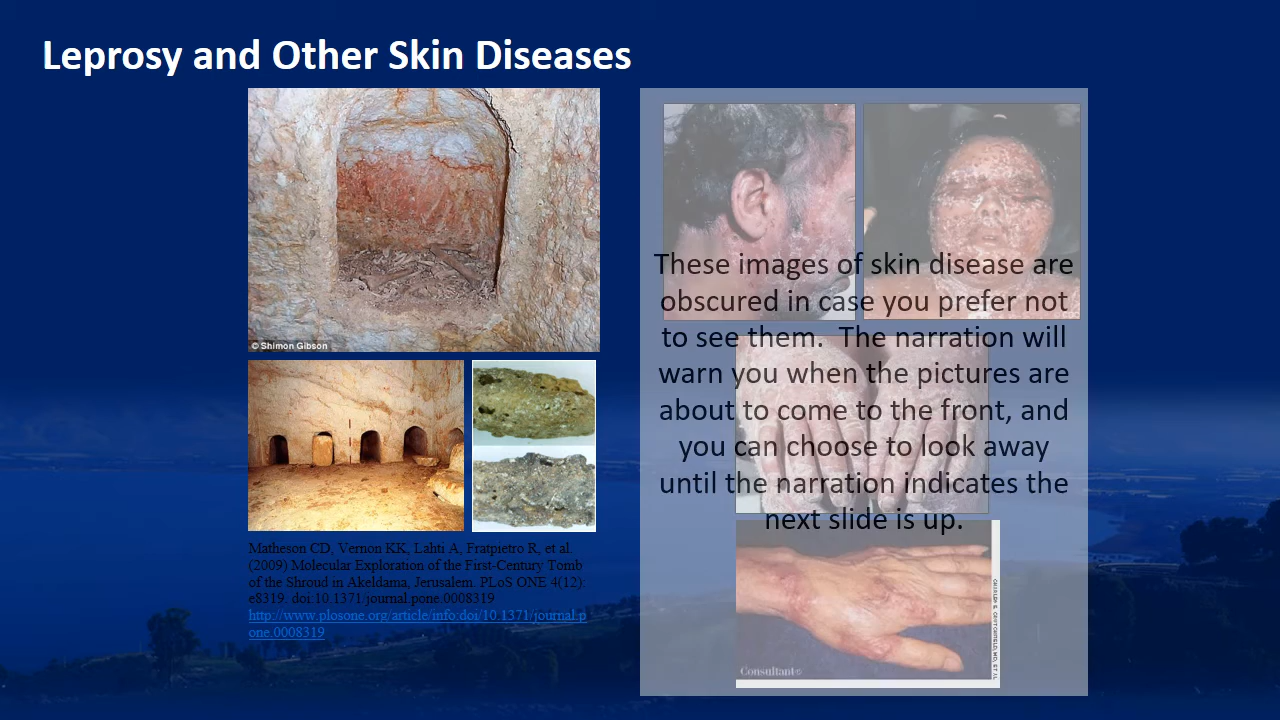 Leprosy and Other Skin Diseases
© Shimon Gibson
Matheson CD, Vernon KK, Lahti A, Fratpietro R, et al.
(2009) Molecular Exploration of the First-Century Tomb
of the Shroud in Akeldama, Jerusalem. PLoS ONE 4(12):
e8319. doi:10.1371/journal.pone.0008319
http://www.plosone.org/article/info:doi/10.1371/journal.p
one.0008319
These images of skin disease are
obscured in case you prefer not
to see them.  The narration will
warn you when the pictures are
about to come to the front, and
you can choose to look away
until the narration indicates the
next slide is up.
Consultant